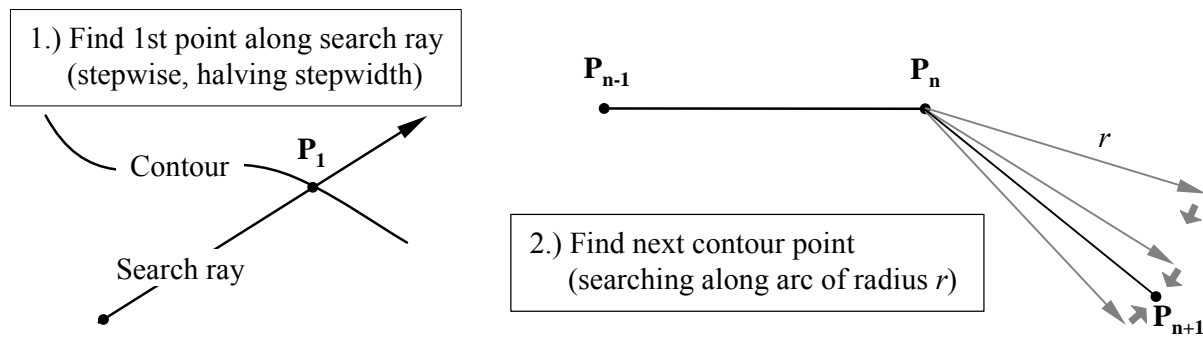 1.) Find 1st point along search ray
(stepwise, halving stepwidth)
P1
Contour
Search ray
Pn-1
Pn
r
2.) Find next contour point
(searching along arc of radius r)
Pn+1